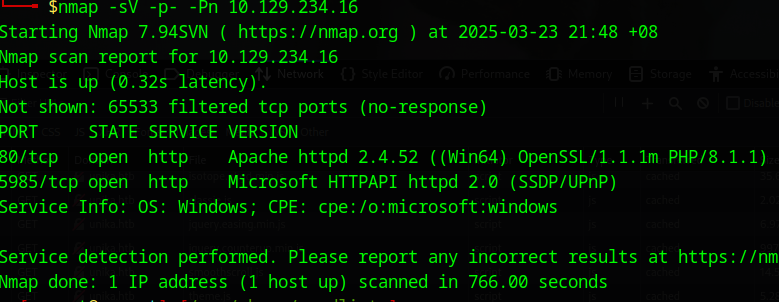 $nmap -sV -p- -Pn 10.129.234.16
Starting Nmap 7.94SVN ( https://nmap.org ) at 2025-03-23 21:48 +08
Nmap scan report for 10.129.234.16
Host is up (0.32s latency).
Not shown: 65533 filtered tcp ports (no-response)
PORT     STATE SERVICE VERSION
80/tcp   open  http    Apache httpd 2.4.52 ((Win64) OpenSSL/1.1.1m PHP/8.1.1)
5985/tcp open  http    Microsoft HTTPAPI httpd 2.0 (SSDP/UPnP)
Service Info: OS: Windows; CPE: cpe:/o:microsoft:windows
Service detection performed. Please report any incorrect results at https://nm
Nmap done: 1 IP address (1 host up) scanned in 766.00 seconds